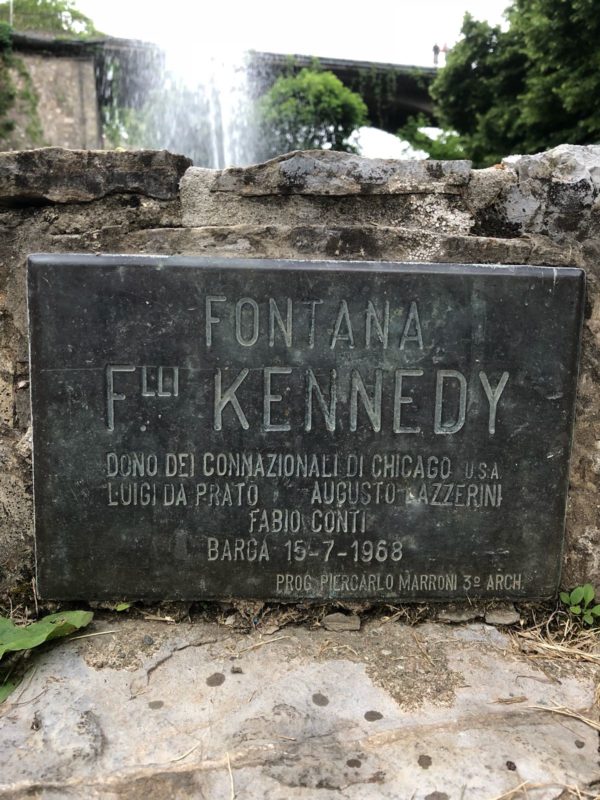 FONTANA
F.LLI KENNEDY
DONO DEI CONNAZIONALI DI CHICAGO U.S.A.
LUIGI DA PRATO AUGUSTO LAZZERINI
FABIO CONTI
BARGA 15-7-1968
PROG. PIERCARLO MARRONI 3º ARCH.